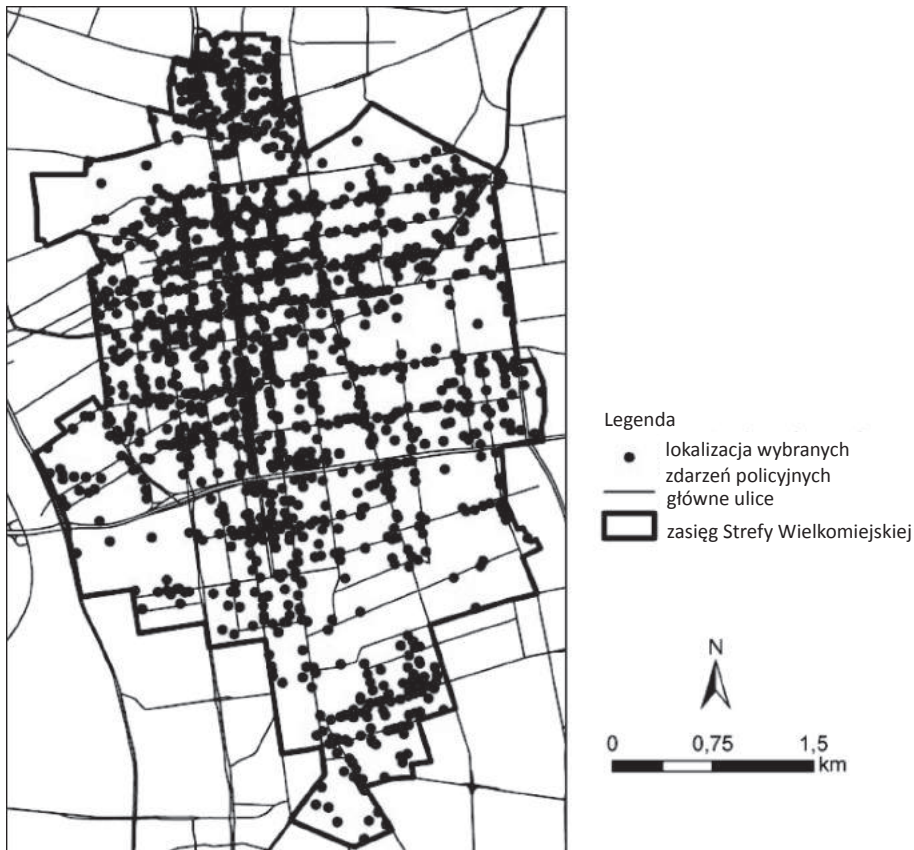 Legenda
lokalizacja wybranych
zdarzeń policyjnych
główne ulice
zasięg Strefy Wielkomiejskiej
N
0 0,75 1,5
km